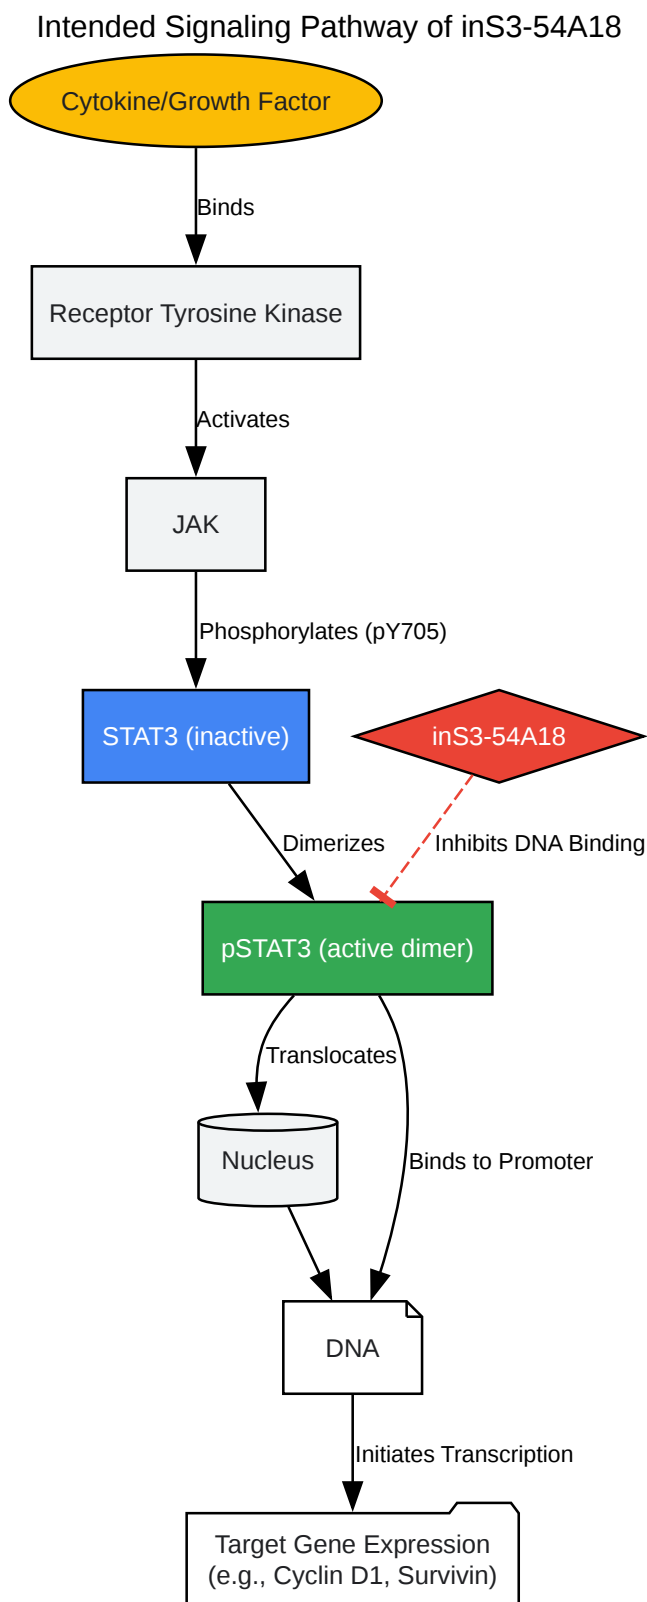 Intended Signaling Pathway of inS3-54A18
Cytokine/Growth Factor
Binds
Receptor Tyrosine Kinase
Activates
JAK
Phosphorylates (pY705)
STAT3 (inactive)
inS3-54A18
Dimerizes
Inhibits DNA Binding
pSTAT3 (active dimer)
Translocates
Nucleus
Binds to Promoter
DNA
Initiates Transcription
Target Gene Expression
(e.g., Cyclin D1, Survivin)